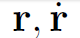 r, ṙ